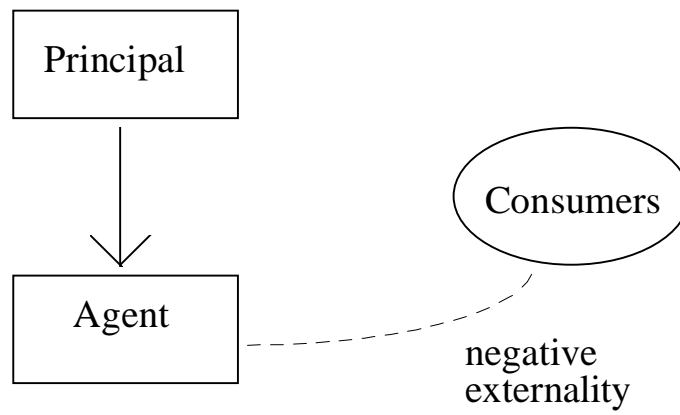 Principal
Consumers
Agent
negative
externality